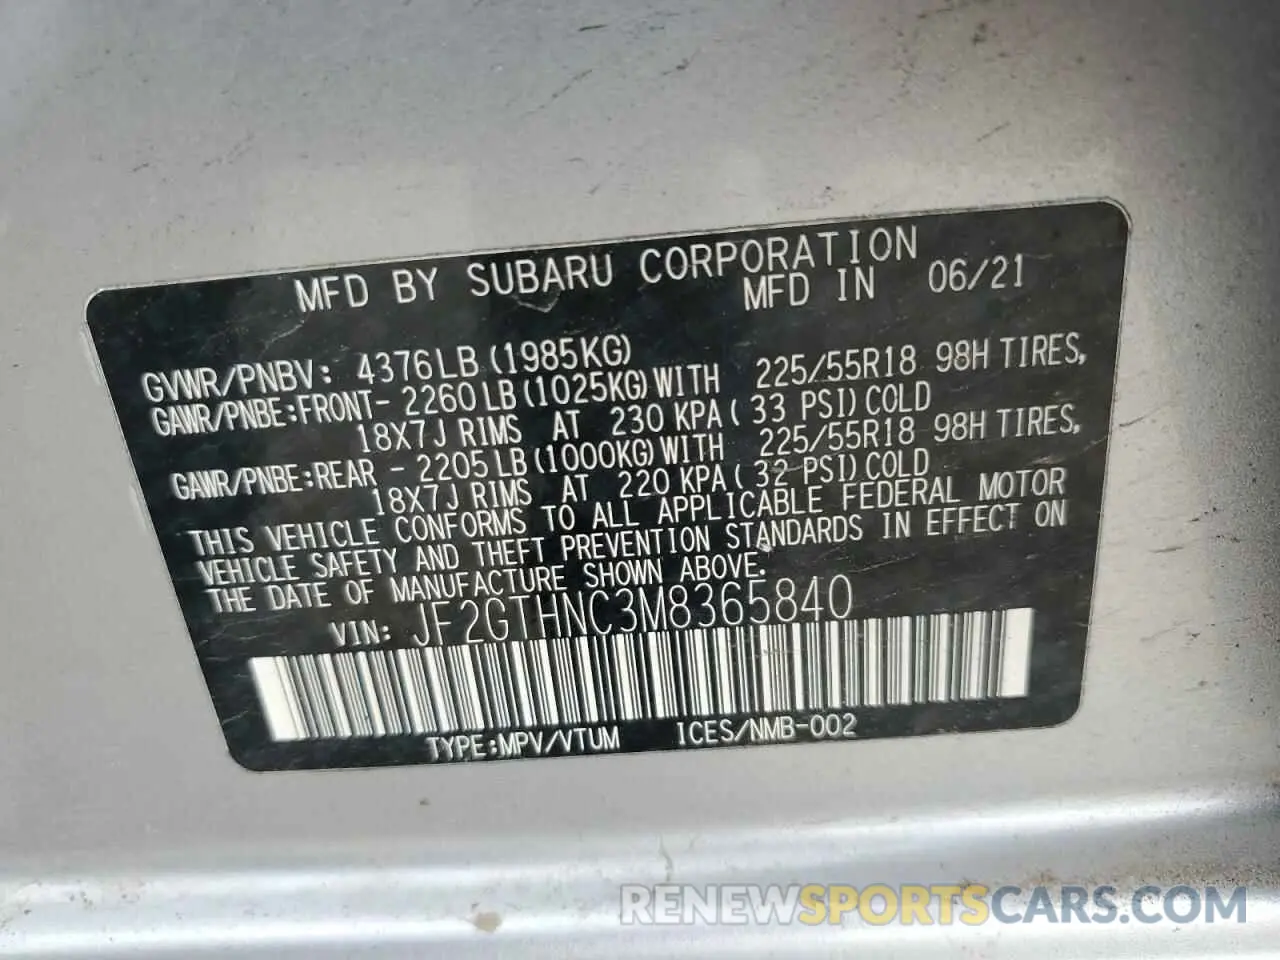 MFD BY SUBARU CORPORATION
MFD IN 06/21
GVWR/PNBV: 4376LB (1985KG)
GAWR/PNBE:FRONT- 2260LB (1025KG) WITH 225/55R18 98H TIRES,
18X7J RIMS AT 230 KPA ( 33 PSI) COLD
GAWR/PNBE:REAR - 2205LB (1000KG) WITH 225/55R18 98H TIRES,
18X7J RIMS AT 220 KPA ( 32 PSI) COLD
THIS VEHICLE CONFORMS TO ALL APPLICABLE FEDERAL MOTOR
VEHICLE SAFETY AND THEFT PREVENTION STANDARDS IN EFFECT ON
THE DATE OF MANUFACTURE SHOWN ABOVE.
VIN: JF2GTHNC3M8365840
TYPE:MPV/VTUM ICES/NMB-002
RENEWSPORTSCARS.COM